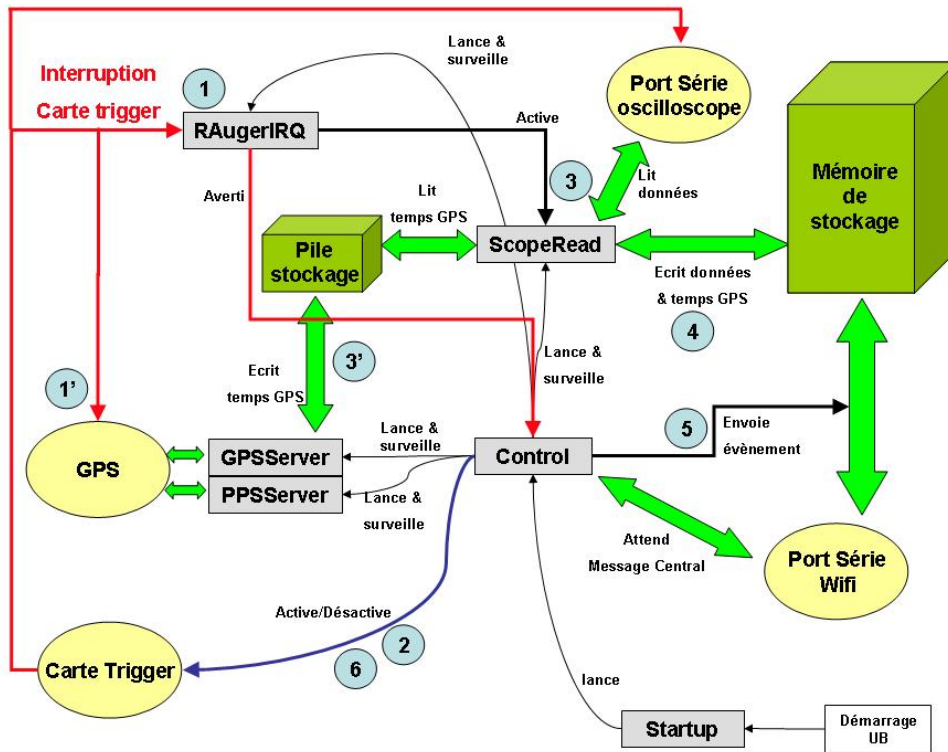 Lance &
surveille
Interruption
Carte trigger
1
RAugerIRQ
Port Série
oscilloscope
Active
Mémoire
de
stockage
Averti
3
Lit
données
Lit
temps GPS
Pile
stockage
ScopeRead
Ecrit données
& temps GPS
4
Ecrit
temps GPS
3’
Lance &
surveille
1’
GPS
Lance &
surveille
GPSServer
PPSServer
Lance &
surveille
Control
5
Envoie
évènement
Attend
Message Central
Port Série
Wifi
Active/Désactive
2
6
Carte Trigger
lance
Startup
Démarrage
UB